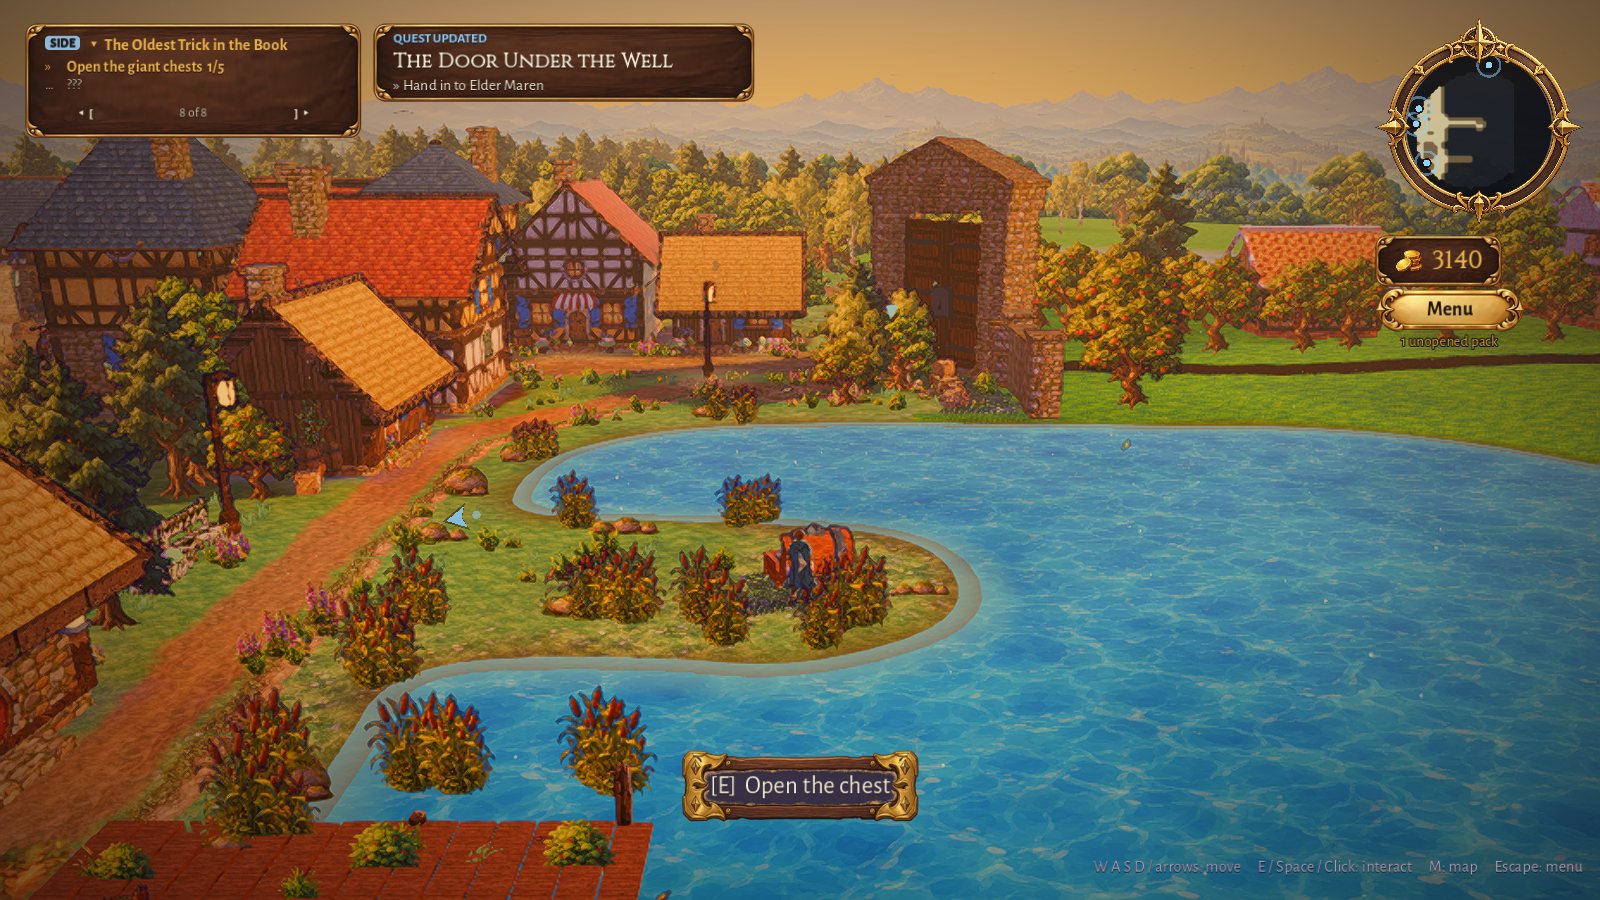 SIDE ▾ The Oldest Trick in the Book
» Open the giant chests 1/5
... ???
◂ [ 8 of 8 ] ▸
QUEST UPDATED
THE DOOR UNDER THE WELL
» Hand in to Elder Maren
3140
Menu
1 unopened pack
[E] Open the chest
W A S D / arrows: move E / Space / Click: interact M: map Escape: menu